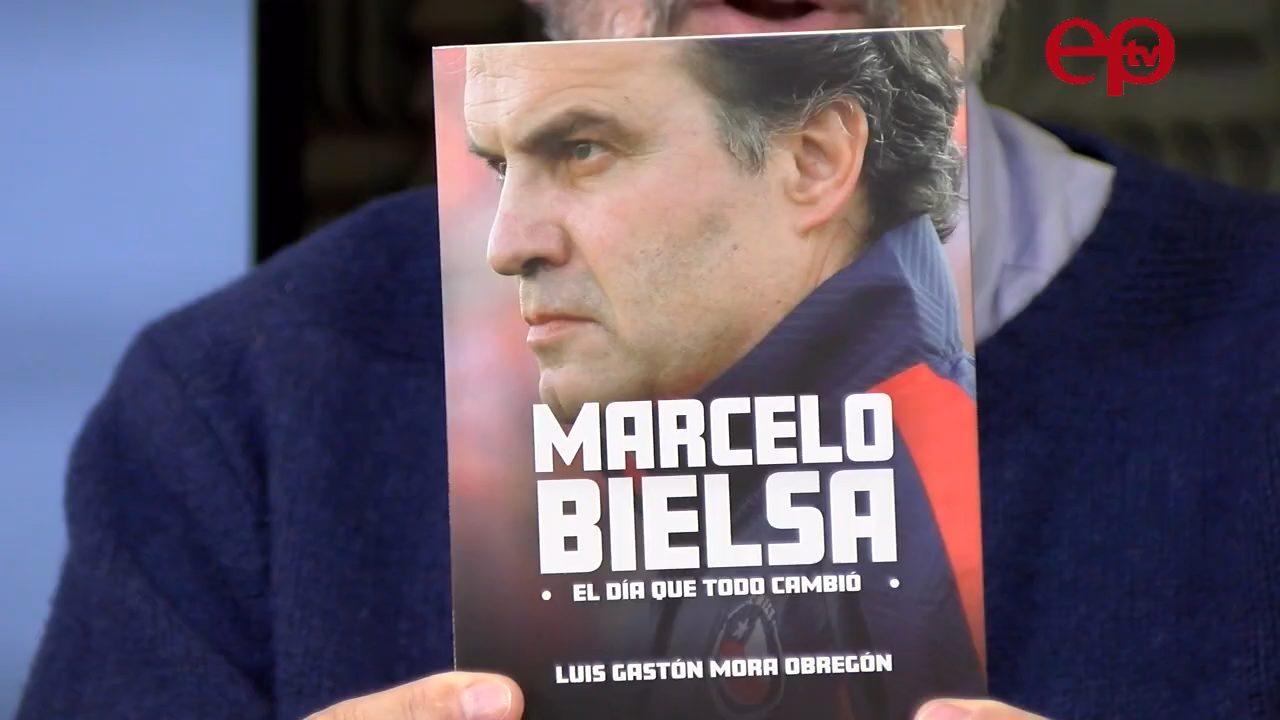 ep tv
MARCELO
BIELSA
• EL DÍA QUE TODO CAMBIÓ •
LUIS GASTÓN MORA OBREGÓN